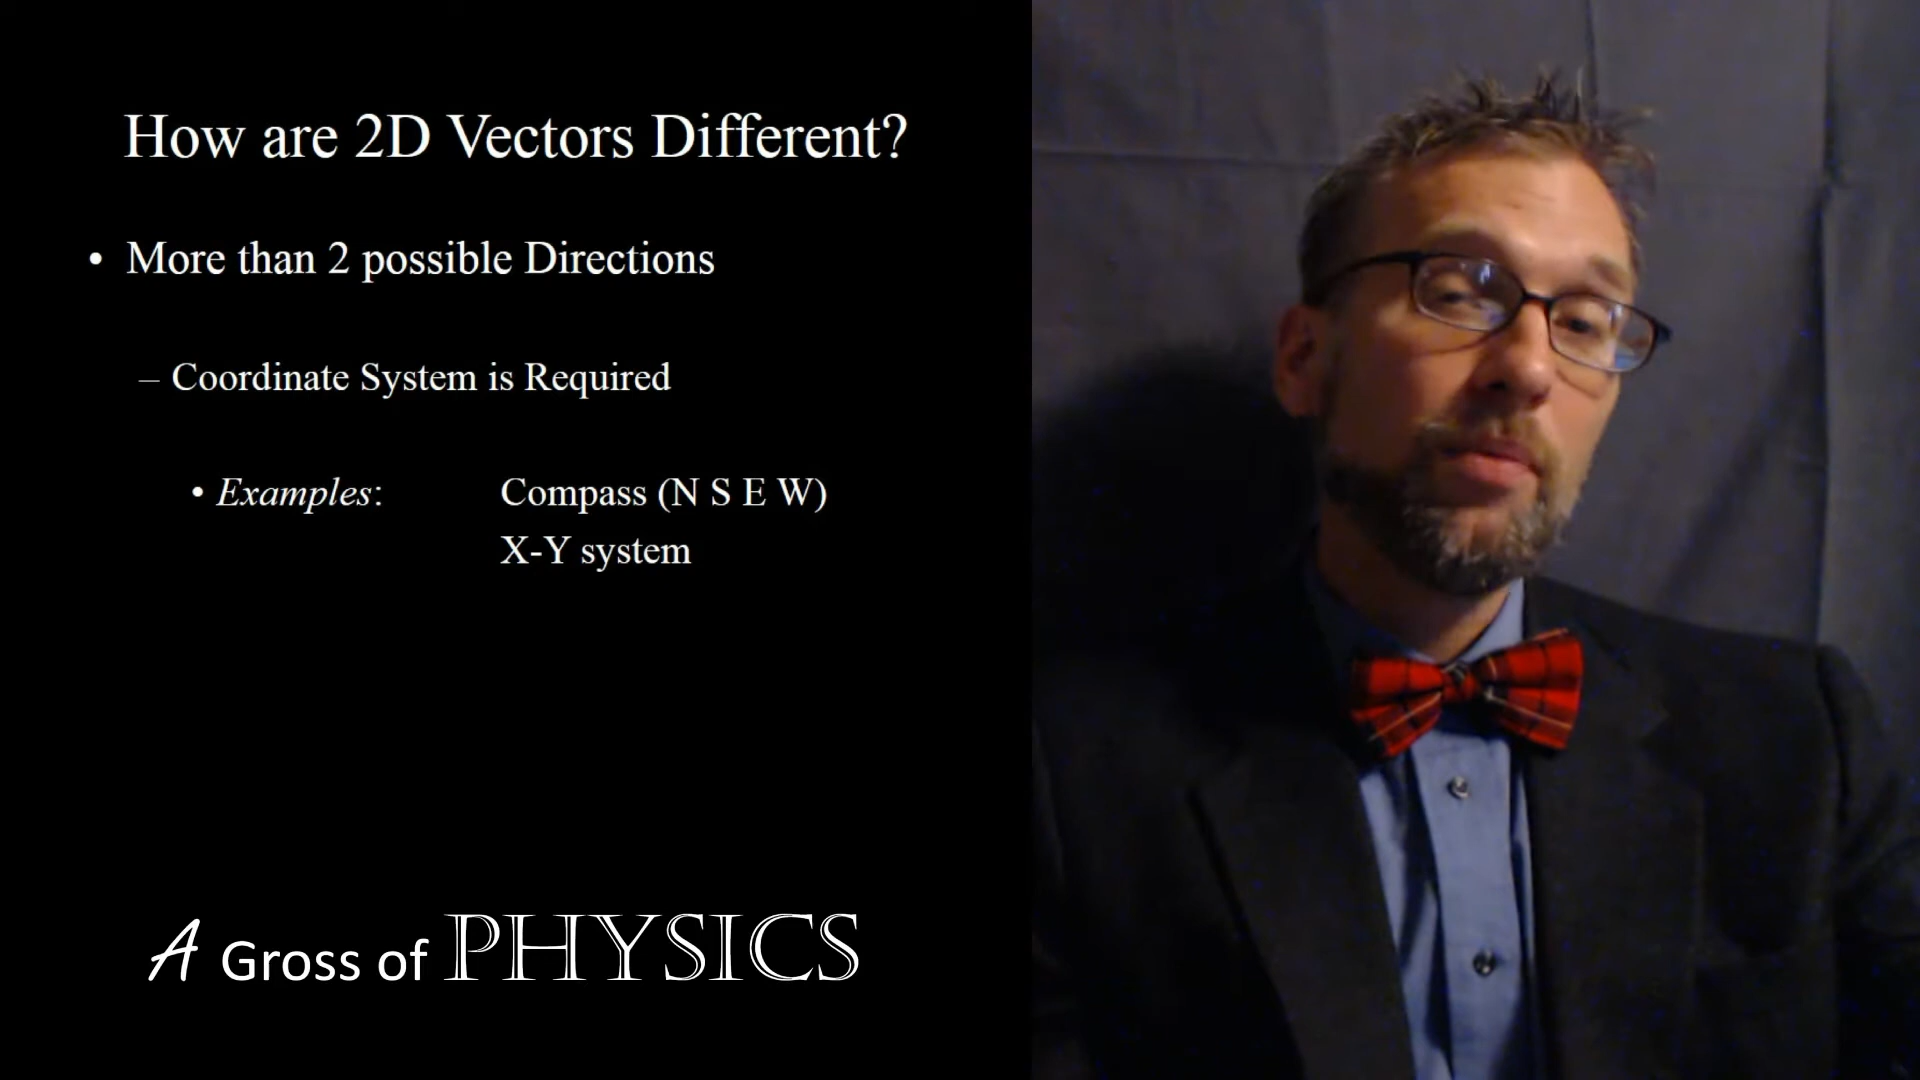 How are 2D Vectors Different?
• More than 2 possible Directions
– Coordinate System is Required
• Examples: Compass (N S E W)
X-Y system
A Gross of PHYSICS